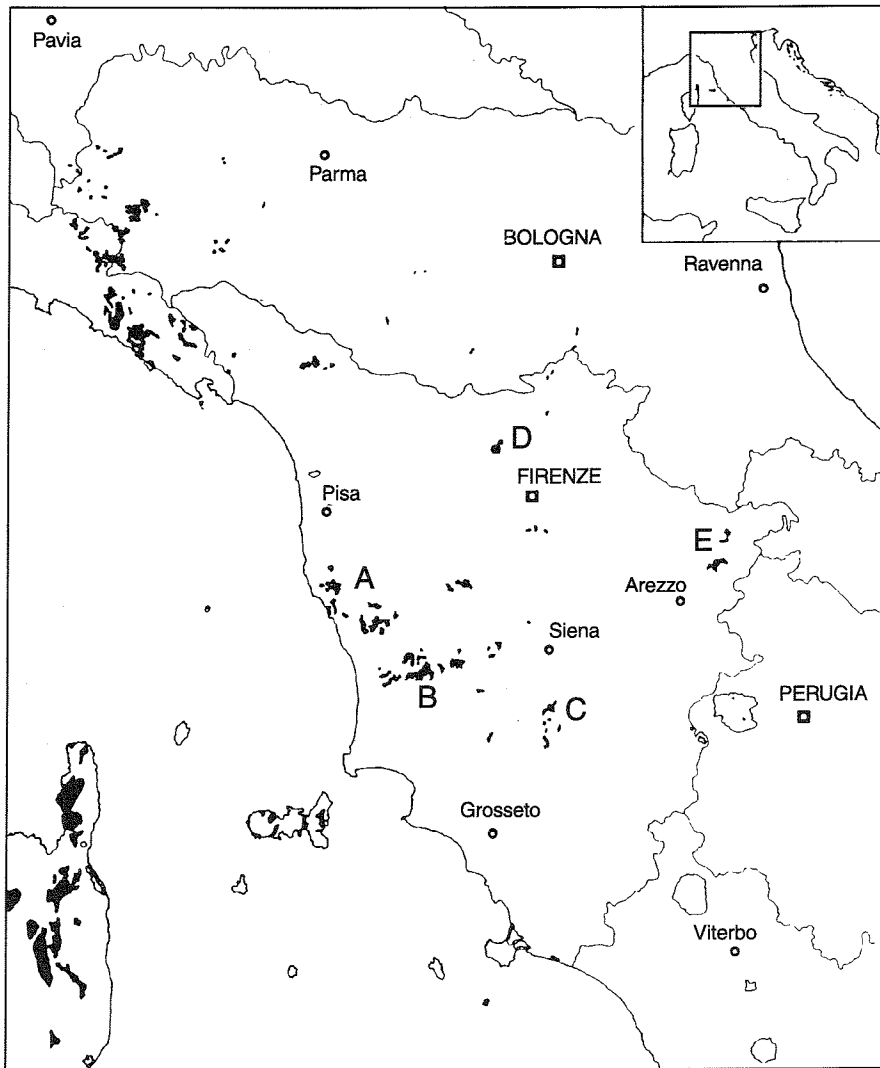 Pavia
Parma
BOLOGNA
Ravenna
D
FIRENZE
Pisa
E
A
Arezzo
Siena
B
C
PERUGIA
Grosseto
Viterbo